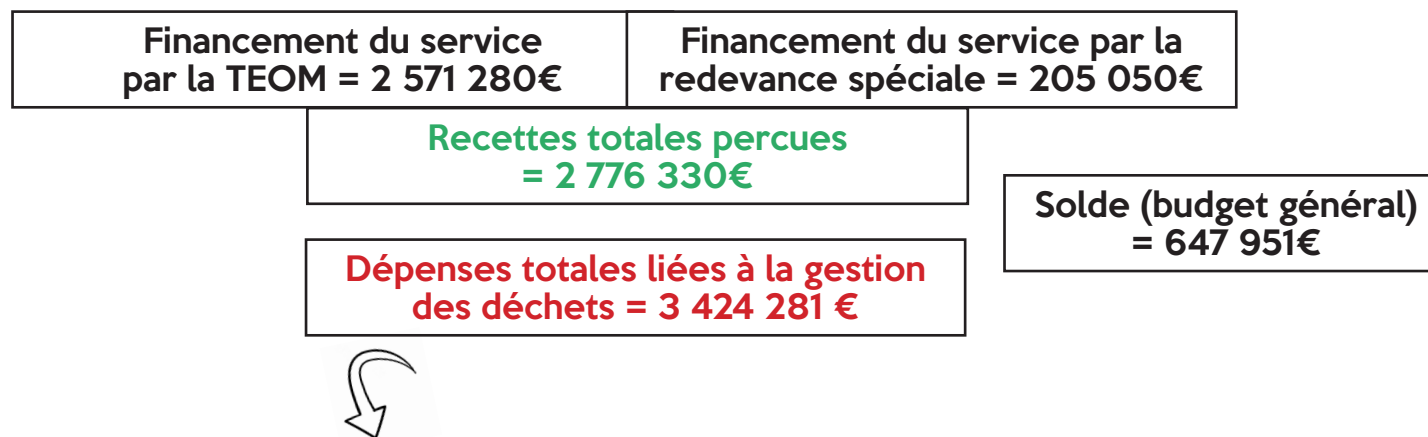 Financement du service
par la TEOM = 2 571 280€
Financement du service par la
redevance spéciale = 205 050€
Recettes totales percues
= 2 776 330€
Solde (budget général)
= 647 951€
Dépenses totales liées à la gestion
des déchets = 3 424 281 €